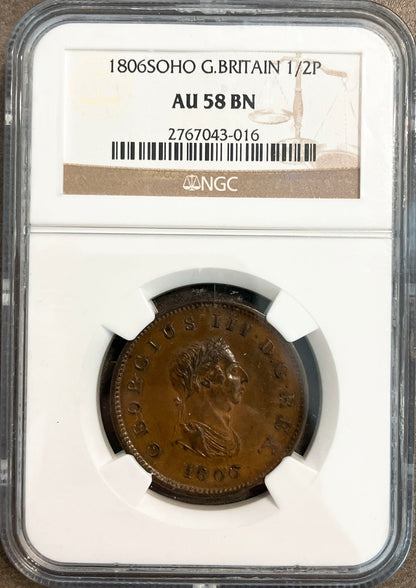 1806SOHO G.BRITAIN 1/2P
AU 58 BN
2767043-016
NGC
GEORGIUS III·D:G·REX.
1806